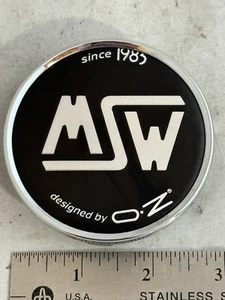 since 1985
MSW
designed by O·Z®
1 2 3
U.S.A. STAINLESS S